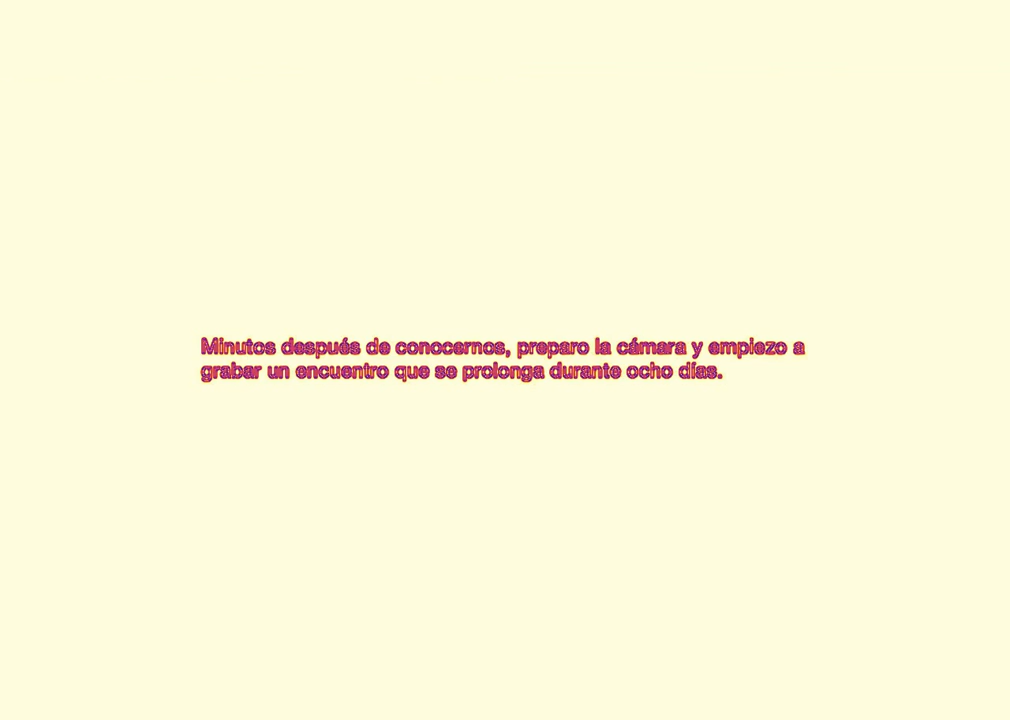 Minutos después de conocernos, preparo la cámara y empiezo a
grabar un encuentro que se prolonga durante ocho días.